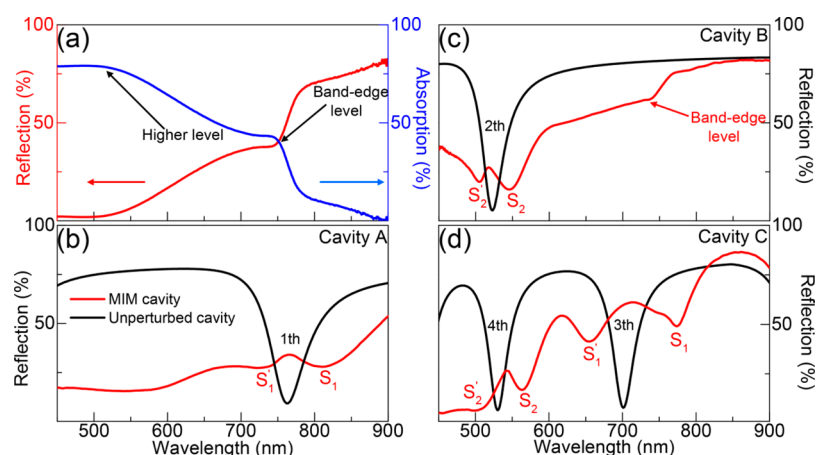 (a)
100
50
Reflection (%)
100
50
Absorption (%)
Higher level
Band-edge
level
(c)
Cavity B
100
50
Reflection (%)
2th
S'2
S2
Band-edge
level
(b)
Cavity A
100
50
Reflection (%)
MIM cavity
Unperturbed cavity
1th
S'1
S1
500 600 700 800 900
Wavelength (nm)
(d)
Cavity C
100
50
Reflection (%)
4th
3th
S'2
S2
S'1
S1
500 600 700 800 900
Wavelength (nm)